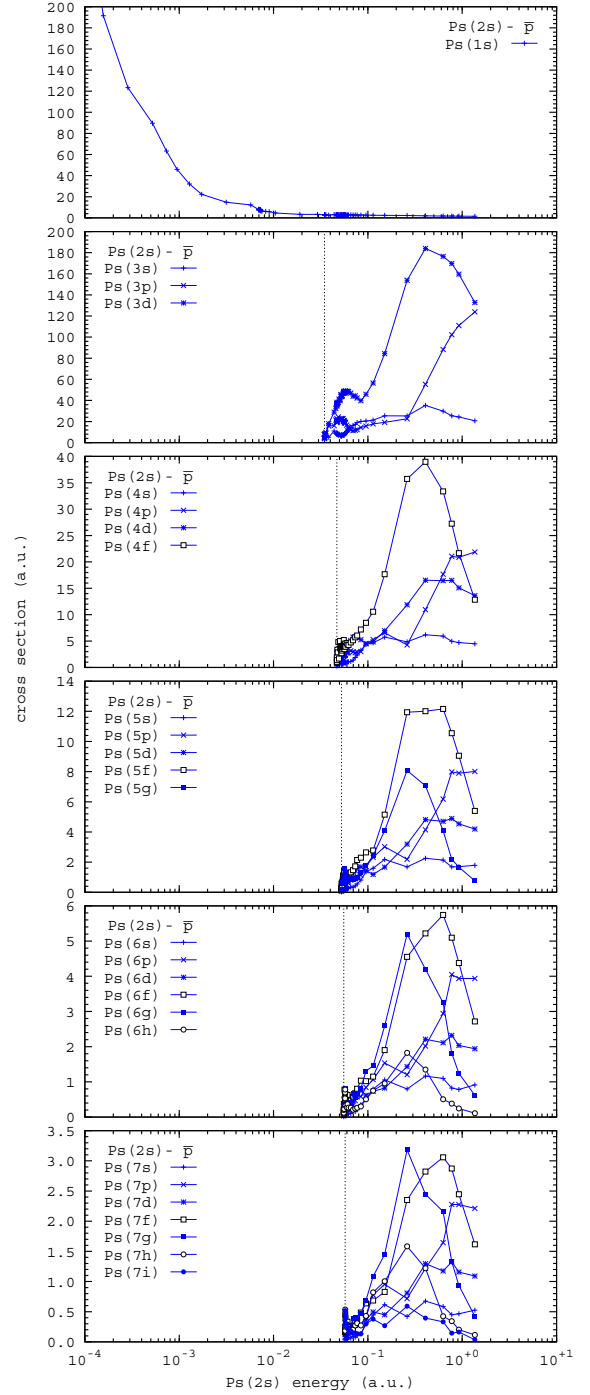 cross section (a.u.)
200
180
160
140
120
100
80
60
40
20
0
Ps(2s)- p̅
Ps(1s)
200
180
160
140
120
100
80
60
40
20
0
Ps(2s)- p̅
Ps(3s)
Ps(3p)
Ps(3d)
40
35
30
25
20
15
10
5
0
Ps(2s)- p̅
Ps(4s)
Ps(4p)
Ps(4d)
Ps(4f)
14
12
10
8
6
4
2
0
Ps(2s)- p̅
Ps(5s)
Ps(5p)
Ps(5d)
Ps(5f)
Ps(5g)
6
5
4
3
2
1
0
Ps(2s)- p̅
Ps(6s)
Ps(6p)
Ps(6d)
Ps(6f)
Ps(6g)
Ps(6h)
3.5
3.0
2.5
2.0
1.5
1.0
0.5
0.0
Ps(2s)- p̅
Ps(7s)
Ps(7p)
Ps(7d)
Ps(7f)
Ps(7g)
Ps(7h)
Ps(7i)
10⁻⁴ 10⁻³ 10⁻² 10⁻¹ 10⁺⁰ 10⁺¹
Ps(2s) energy (a.u.)